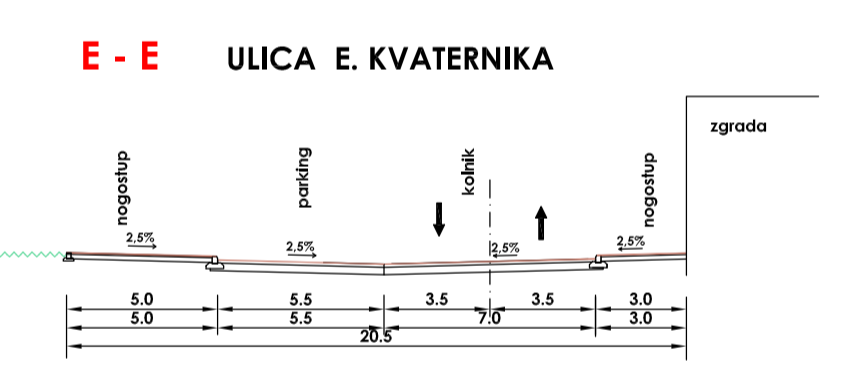 E - E ULICA E. KVATERNIKA
zgrada
nogostup
parking
kolnik
nogostup
2,5% 2,5% 2,5% 2,5%
5.0 5.5 3.5 3.5 3.0
5.0 5.5 7.0 3.0
20.5